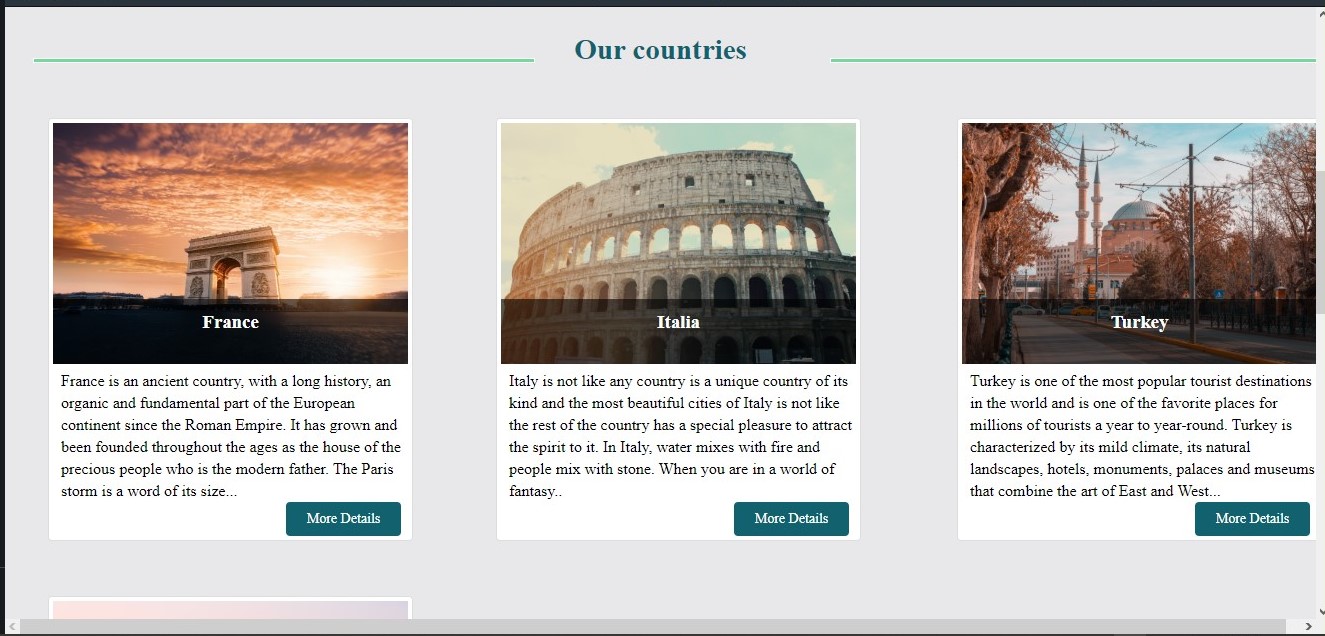 Our countries
France
France is an ancient country, with a long history, an
organic and fundamental part of the European
continent since the Roman Empire. It has grown and
been founded throughout the ages as the house of the
precious people who is the modern father. The Paris
storm is a word of its size...
More Details
Italia
Italy is not like any country is a unique country of its
kind and the most beautiful cities of Italy is not like
the rest of the country has a special pleasure to attract
the spirit to it. In Italy, water mixes with fire and
people mix with stone. When you are in a world of
fantasy..
More Details
Turkey
Turkey is one of the most popular tourist destinations
in the world and is one of the favorite places for
millions of tourists a year to year-round. Turkey is
characterized by its mild climate, its natural
landscapes, hotels, monuments, palaces and museums
that combine the art of East and West...
More Details